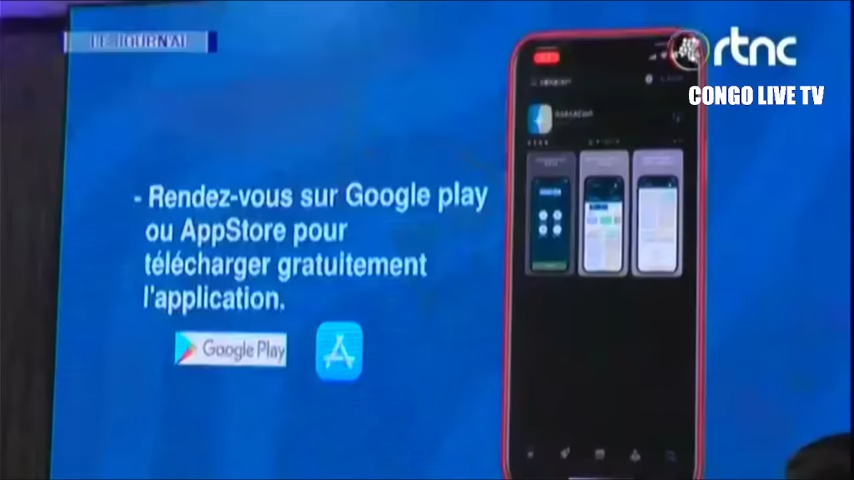 LE JOURNAL
rtnc
CONGO LIVE TV
- Rendez-vous sur Google play
ou AppStore pour
télécharger gratuitement
l'application.
Google Play